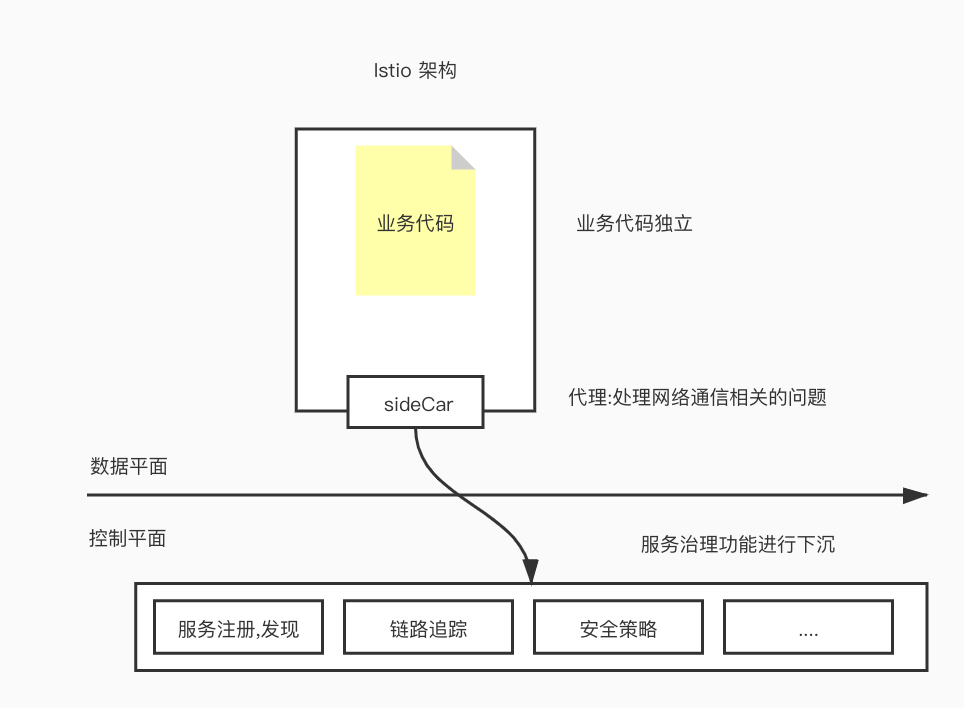 Istio 架构
业务代码
业务代码独立
代理:处理网络通信相关的问题
sideCar
数据平面
控制平面
服务治理功能进行下沉
服务注册,发现
链路追踪
安全策略
....